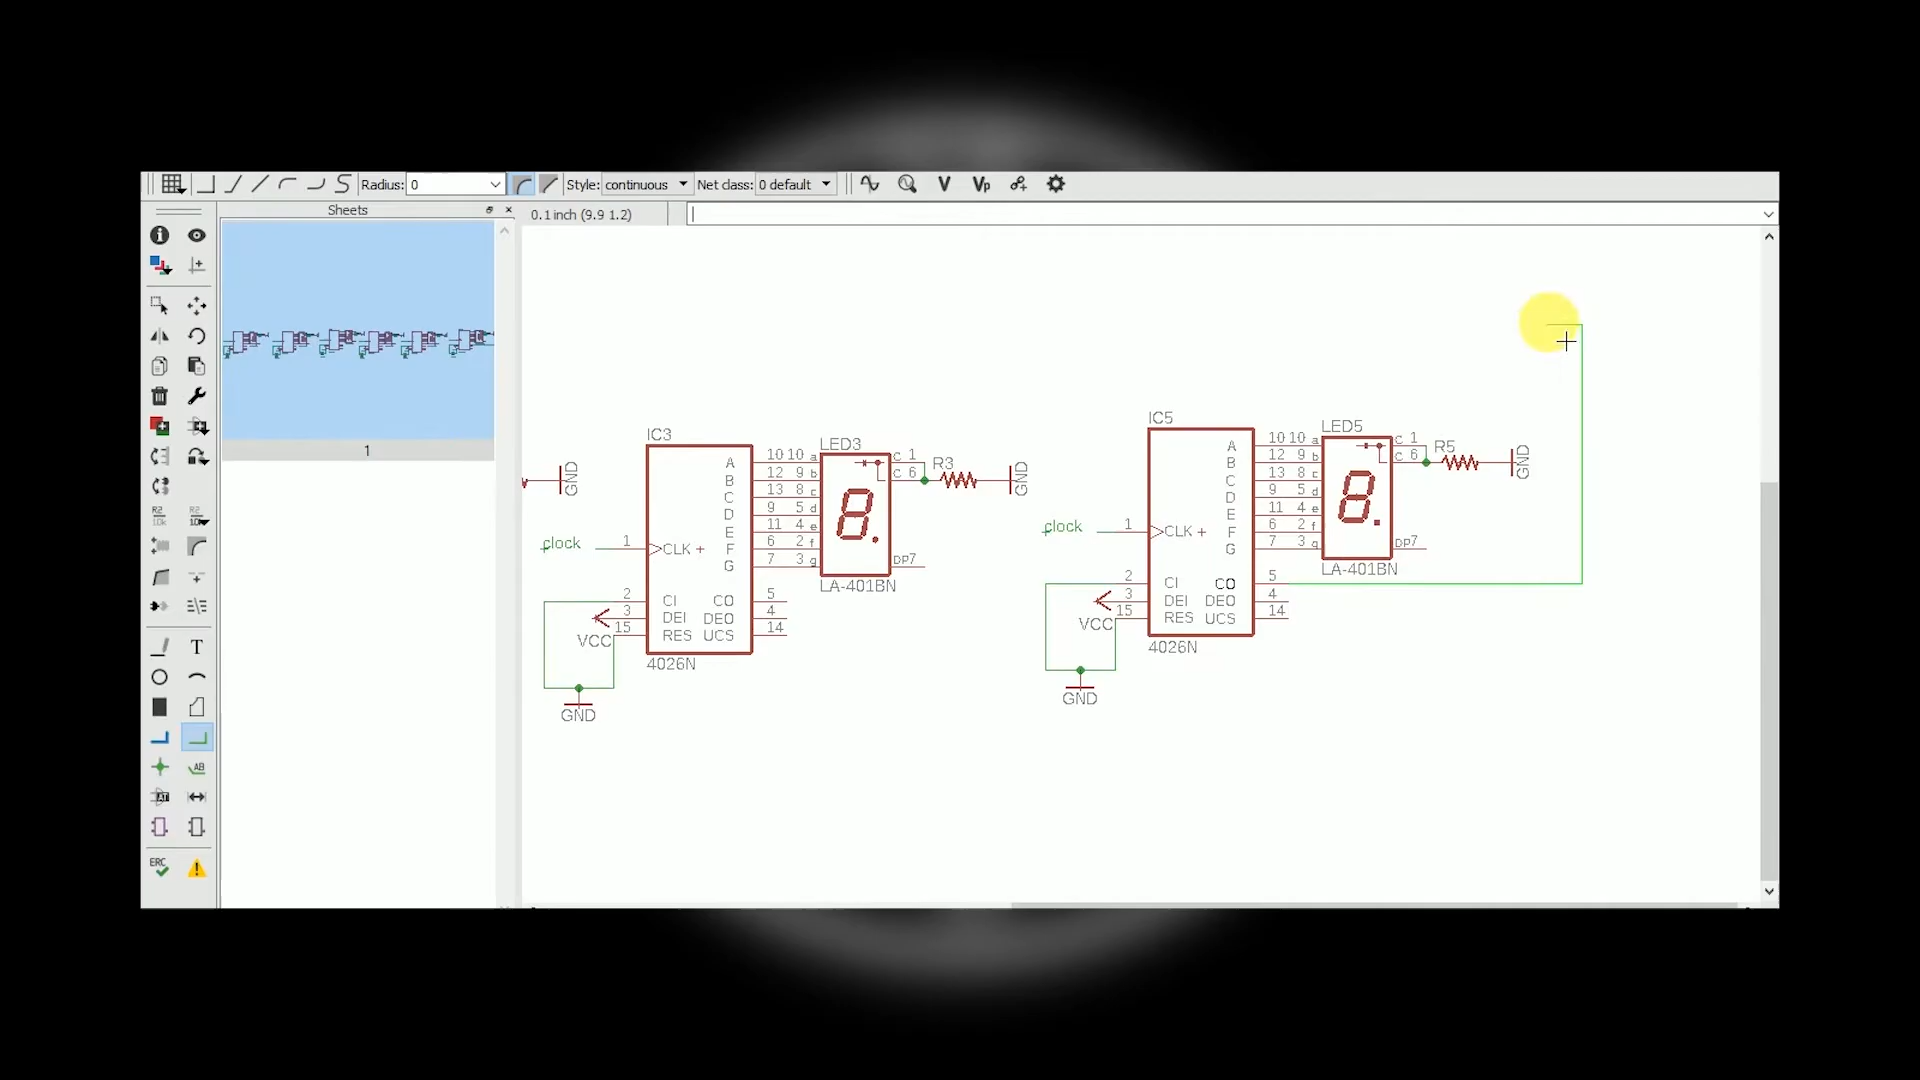 Radius: 0 Style: continuous Net class: 0 default V Vp
Sheets
0.1 inch (9.9 1.2)
1
T
AB
ERC
IC3
LED3
R3
GND
GND
clock
1
CLK +
A
B
C
D
E
F
G
10 10 a
12 9 b
13 8 c
9 5 d
11 4 e
6 2 f
7 3 g
C 1
C 6
DP7
LA-401BN
2 CI CO 5
3 DEI DEO 4
15 RES UCS 14
VCC
4026N
GND
IC5
LED5
R5
GND
clock
1
CLK +
A
B
C
D
E
F
G
10 10 a
12 9 b
13 8 c
9 5 d
11 4 e
6 2 f
7 3 g
C 1
C 6
DP7
LA-401BN
2 CI CO 5
3 DEI DEO 4
15 RES UCS 14
VCC
4026N
GND